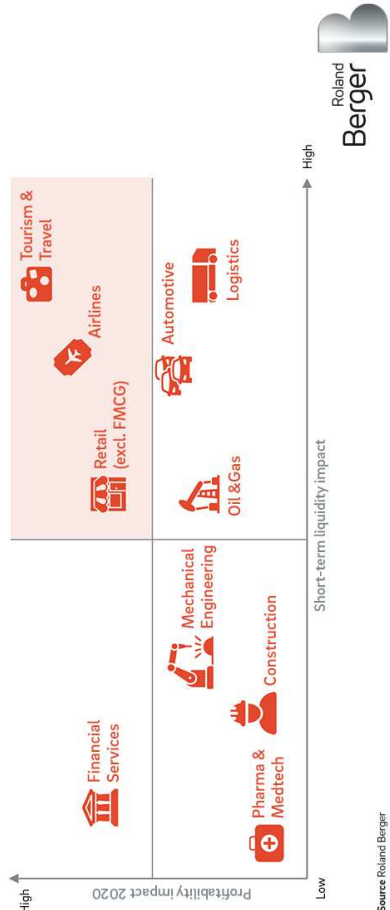 High
Profitability impact 2020
Low
Financial
Services
Retail
(excl. FMCG)
Airlines
Tourism &
Travel
Pharma &
Medtech
Construction
Mechanical
Engineering
Oil &Gas
Automotive
Logistics
Short-term liquidity impact
High
Source Roland Berger
Roland
Berger